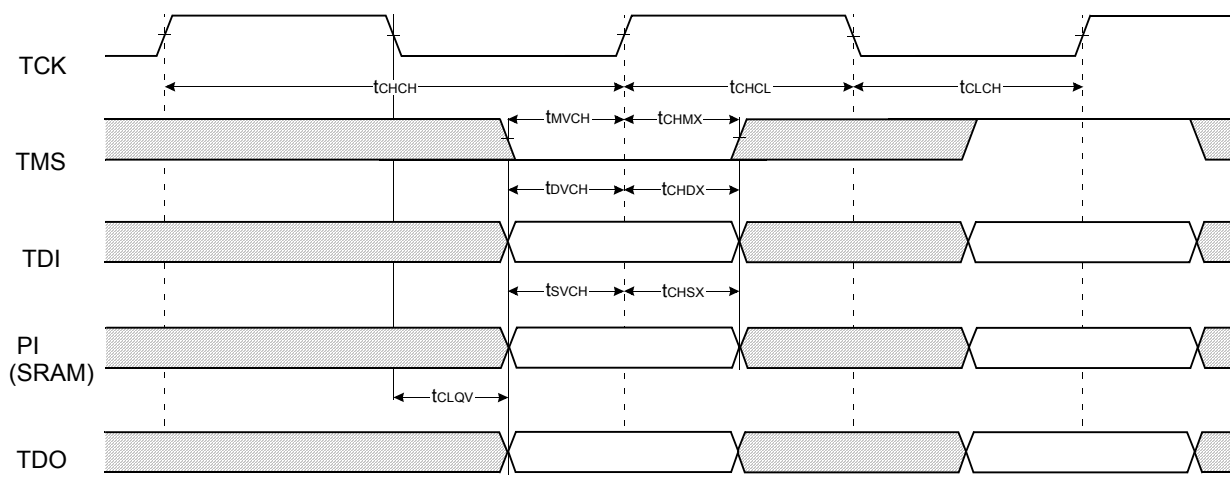 TCK
tCHCH
tCHCL
tCLCH
tMVCH
tCHMX
TMS
tDVCH
tCHDX
TDI
tSVCH
tCHSX
PI
(SRAM)
tCLQV
TDO